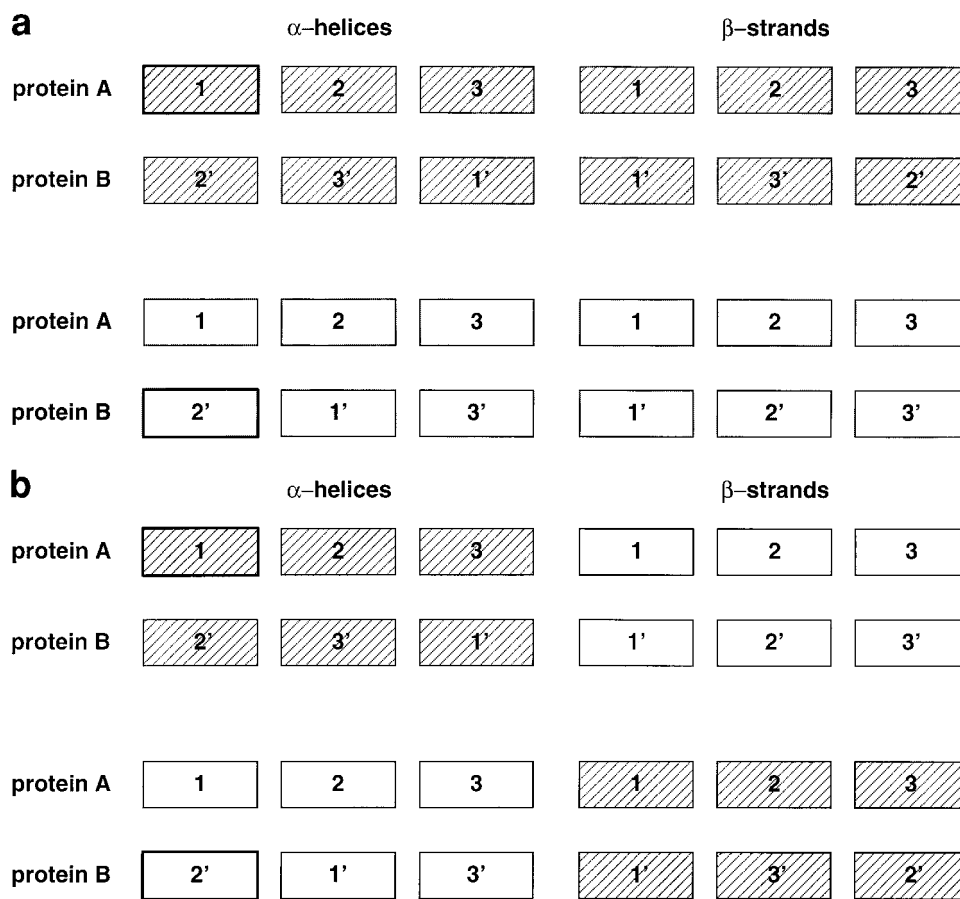 a
α–helices β–strands
protein A 1 2 3 1 2 3
protein B 2’ 3’ 1’ 1’ 3’ 2’
protein A 1 2 3 1 2 3
protein B 2’ 1’ 3’ 1’ 2’ 3’
b
α–helices β–strands
protein A 1 2 3 1 2 3
protein B 2’ 3’ 1’ 1’ 2’ 3’
protein A 1 2 3 1 2 3
protein B 2’ 1’ 3’ 1’ 3’ 2’